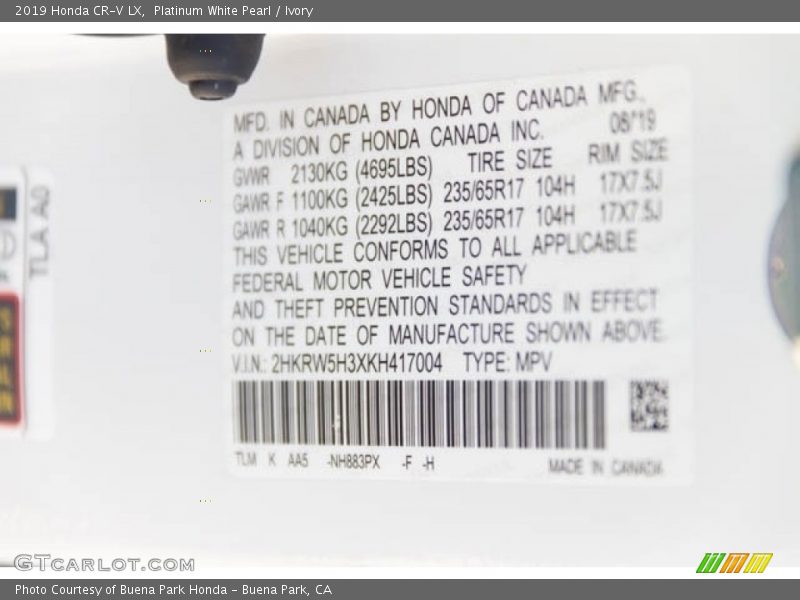 2019 Honda CR-V LX, Platinum White Pearl / Ivory
MFD. IN CANADA BY HONDA OF CANADA MFG.,
A DIVISION OF HONDA CANADA INC. 08/19
GVWR 2130KG (4695LBS) TIRE SIZE RIM SIZE
GAWR F 1100KG (2425LBS) 235/65R17 104H 17X7.5J
GAWR R 1040KG (2292LBS) 235/65R17 104H 17X7.5J
THIS VEHICLE CONFORMS TO ALL APPLICABLE
FEDERAL MOTOR VEHICLE SAFETY
AND THEFT PREVENTION STANDARDS IN EFFECT
ON THE DATE OF MANUFACTURE SHOWN ABOVE.
V.I.N.: 2HKRW5H3XKH417004 TYPE: MPV
TLM K AA5 -NH883PX -F -H MADE IN CANADA
TLA A0
GTCARLOT.COM
Photo Courtesy of Buena Park Honda - Buena Park, CA